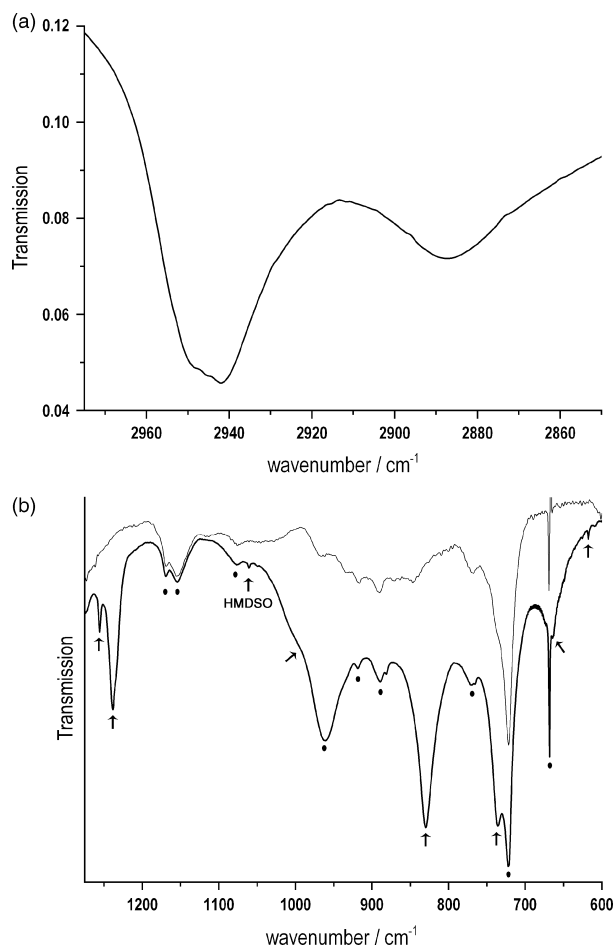 (a)
0.12
0.10
0.08
0.06
0.04
Transmission
2960 2940 2920 2900 2880 2860
wavenumber / cm-1
(b)
HMDSO
Transmission
1200 1100 1000 900 800 700 600
wavenumber / cm-1